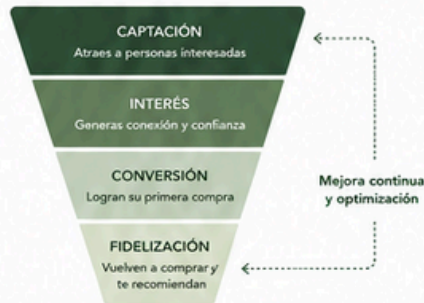 CAPTACIÓN
Atraes a personas interesadas
INTERÉS
Generas conexión y confianza
CONVERSIÓN
Logran su primera compra
FIDELIZACIÓN
Vuelven a comprar y
te recomiendan
Mejora continua
y optimización